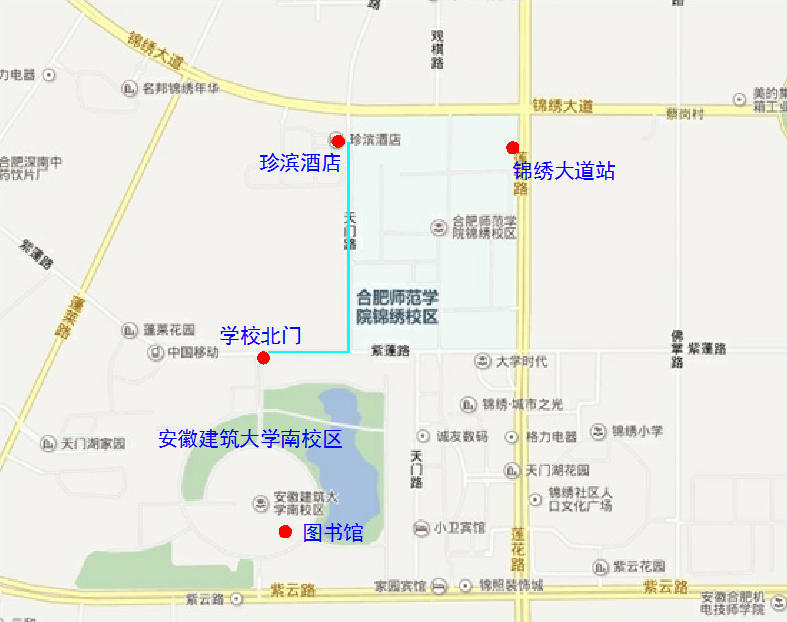 路
观棋路
锦绣大道
力电器
名邦锦绣年华
美的集
箱工业
锦绣大道
蔡岗村
珍滨酒店
珍滨酒店
莲
路
锦绣大道站
合肥深南中
药饮片厂
天门路
合肥师范学
院锦绣校区
紫蓬路
合肥师范学
院锦绣校区
蓬莱路
蓬莱花园
学校北门
中国移动
紫蓬路
佛掌路
紫蓬路
大学时代
锦绣·城市之光
安徽建筑大学南校区
天门湖家园
诚友数码
格力电器
锦绣小学
天门路
天门湖花园
安徽建筑大
学南校区
锦绣社区人
口文化广场
图书馆
小卫宾馆
莲花路
紫云花园
紫云路
紫云路
家园宾馆
锦照装饰城
紫云路
安徽合肥机
电技师学院